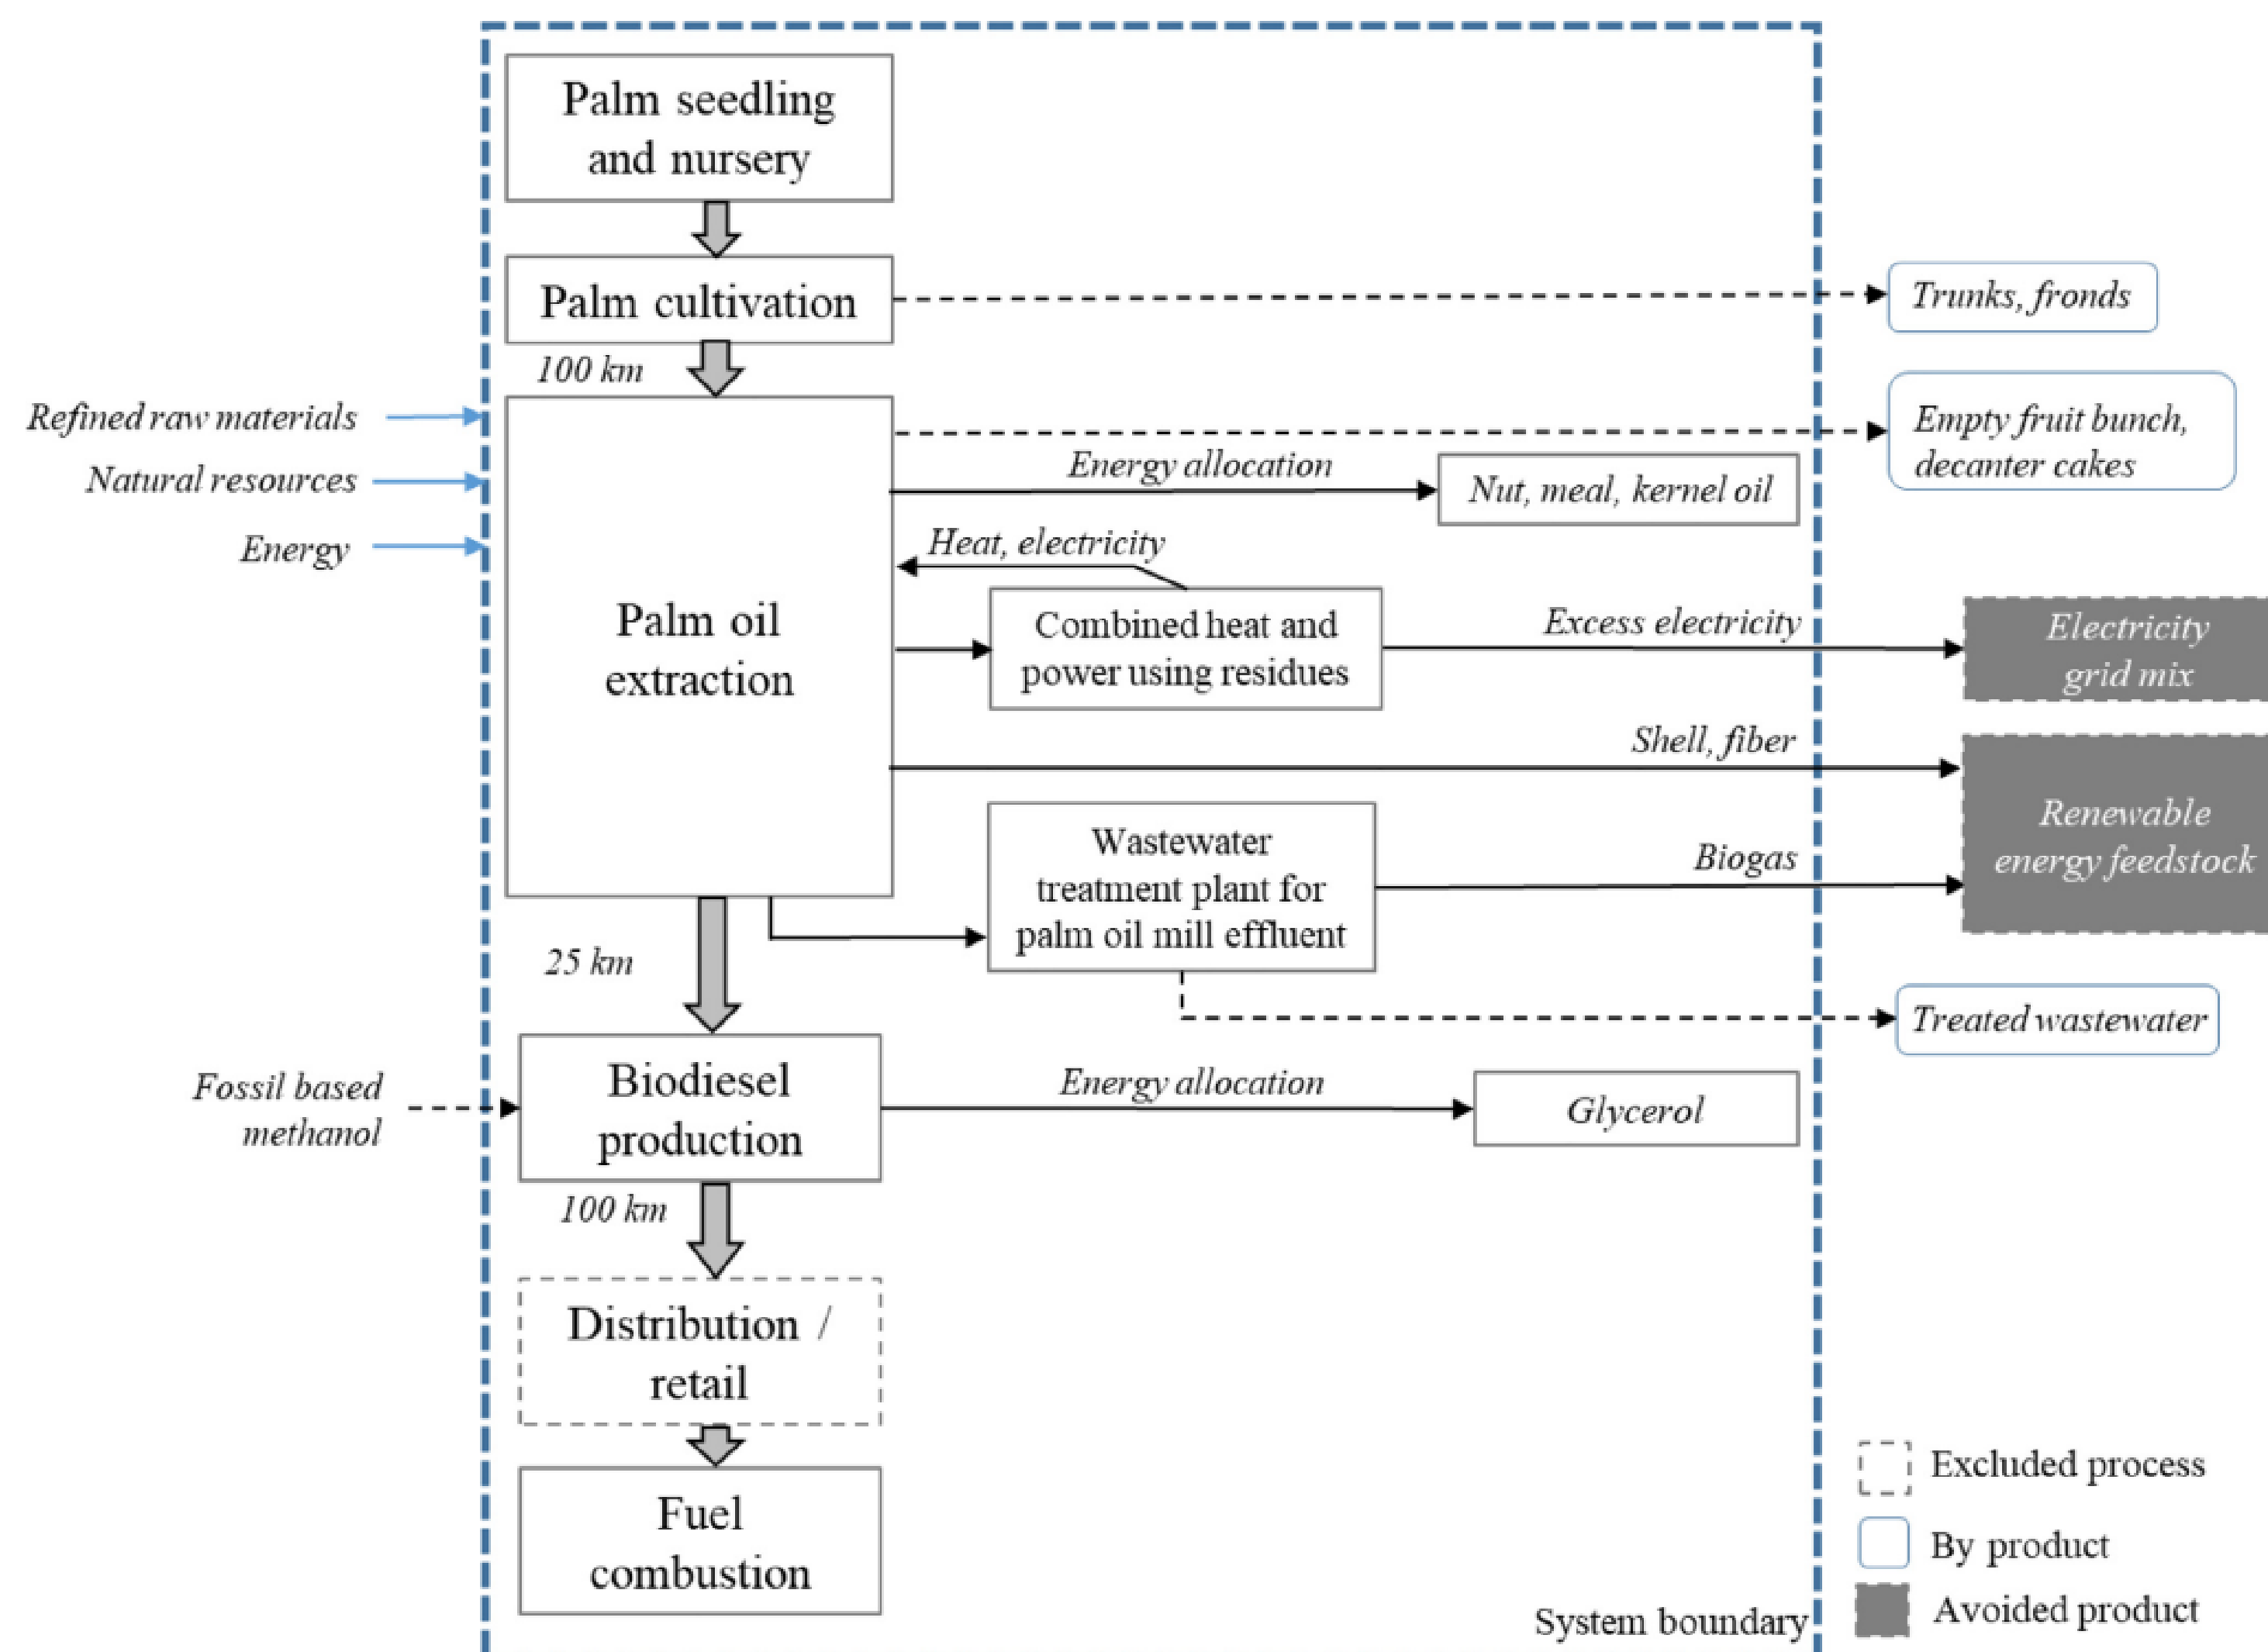 Palm seedling
and nursery
Palm cultivation
Trunks, fronds
100 km
Refined raw materials
Natural resources
Energy
Empty fruit bunch,
decanter cakes
Energy allocation
Nut, meal, kernel oil
Heat, electricity
Palm oil
extraction
Combined heat and
power using residues
Excess electricity
Electricity
grid mix
Shell, fiber
Renewable
energy feedstock
Wastewater
treatment plant for
palm oil mill effluent
Biogas
25 km
Treated wastewater
Fossil based
methanol
Biodiesel
production
Energy allocation
Glycerol
100 km
Distribution /
retail
Fuel
combustion
Excluded process
By product
Avoided product
System boundary